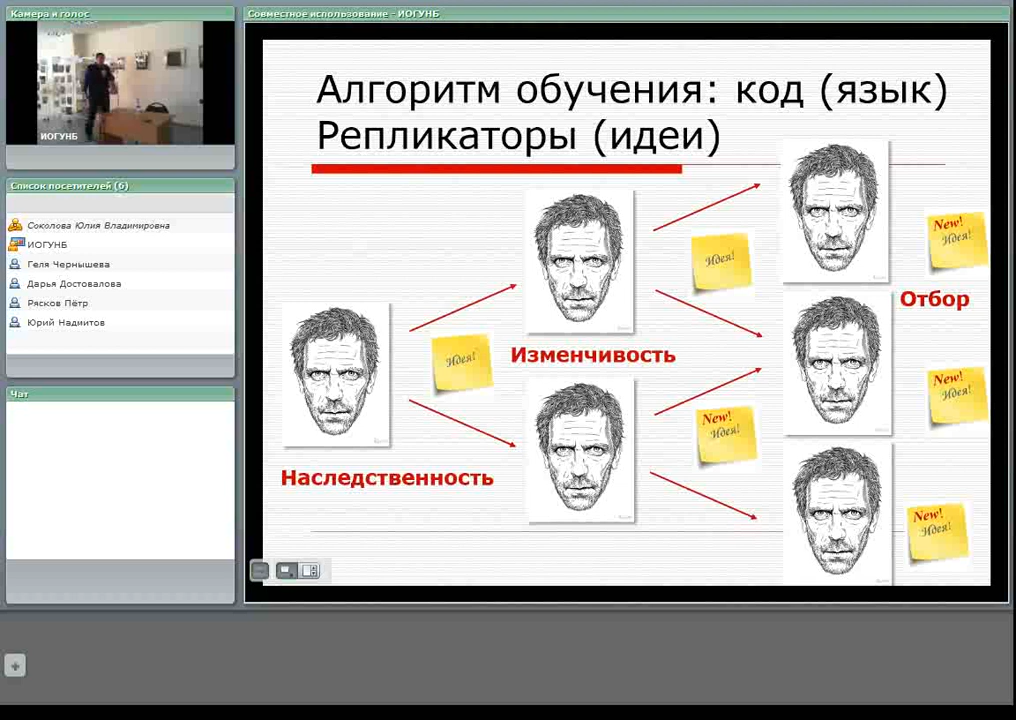 Камера и голос
ИОГУНБ
Список посетителей (6)
Соколова Юлия Владимировна
ИОГУНБ
Геля Чернышева
Дарья Достовалова
Рясков Пётр
Юрий Надмитов
Чат
Совместное использование - ИОГУНБ
Алгоритм обучения: код (язык)
Репликаторы (идеи)
Идея!
New!
Идея!
Отбор
Идея!
Изменчивость
New!
Идея!
New!
Идея!
Наследственность
New!
Идея!